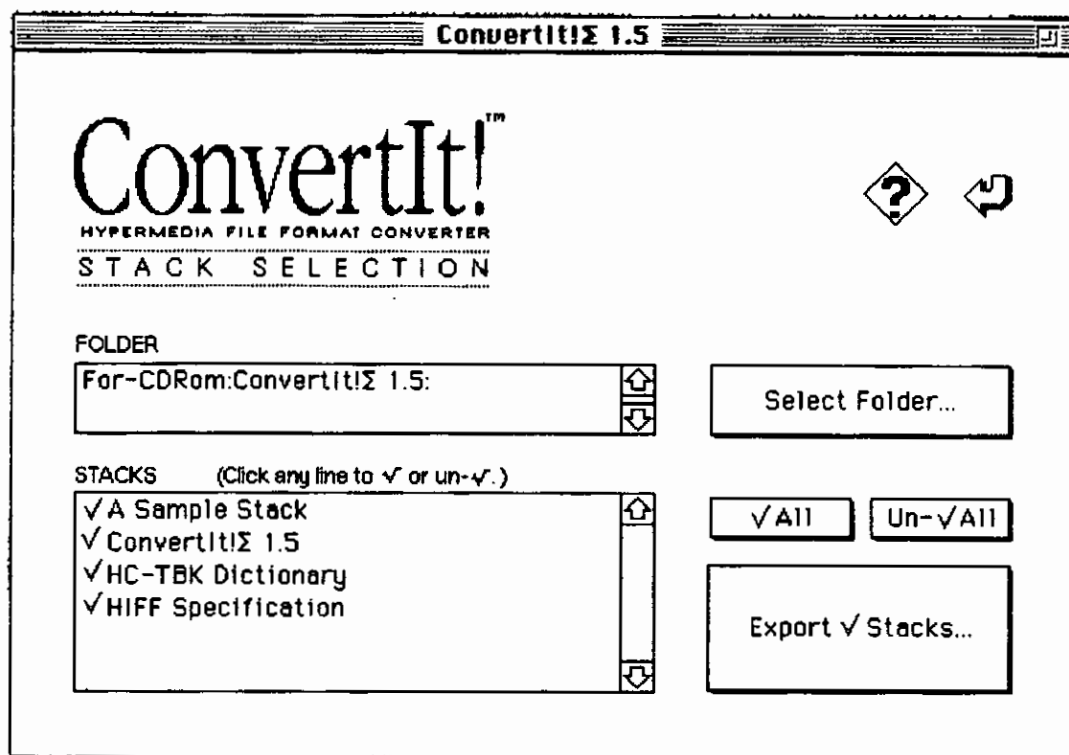 ConvertIt!Σ 1.5
ConvertIt!™
HYPERMEDIA FILE FORMAT CONVERTER
STACK SELECTION
?
FOLDER
For-CDRom:ConvertIt!Σ 1.5:
Select Folder...
STACKS (Click any line to √ or un-√.)
√A Sample Stack
√ConvertIt!Σ 1.5
√HC-TBK Dictionary
√HIFF Specification
√All
Un-√All
Export √ Stacks...